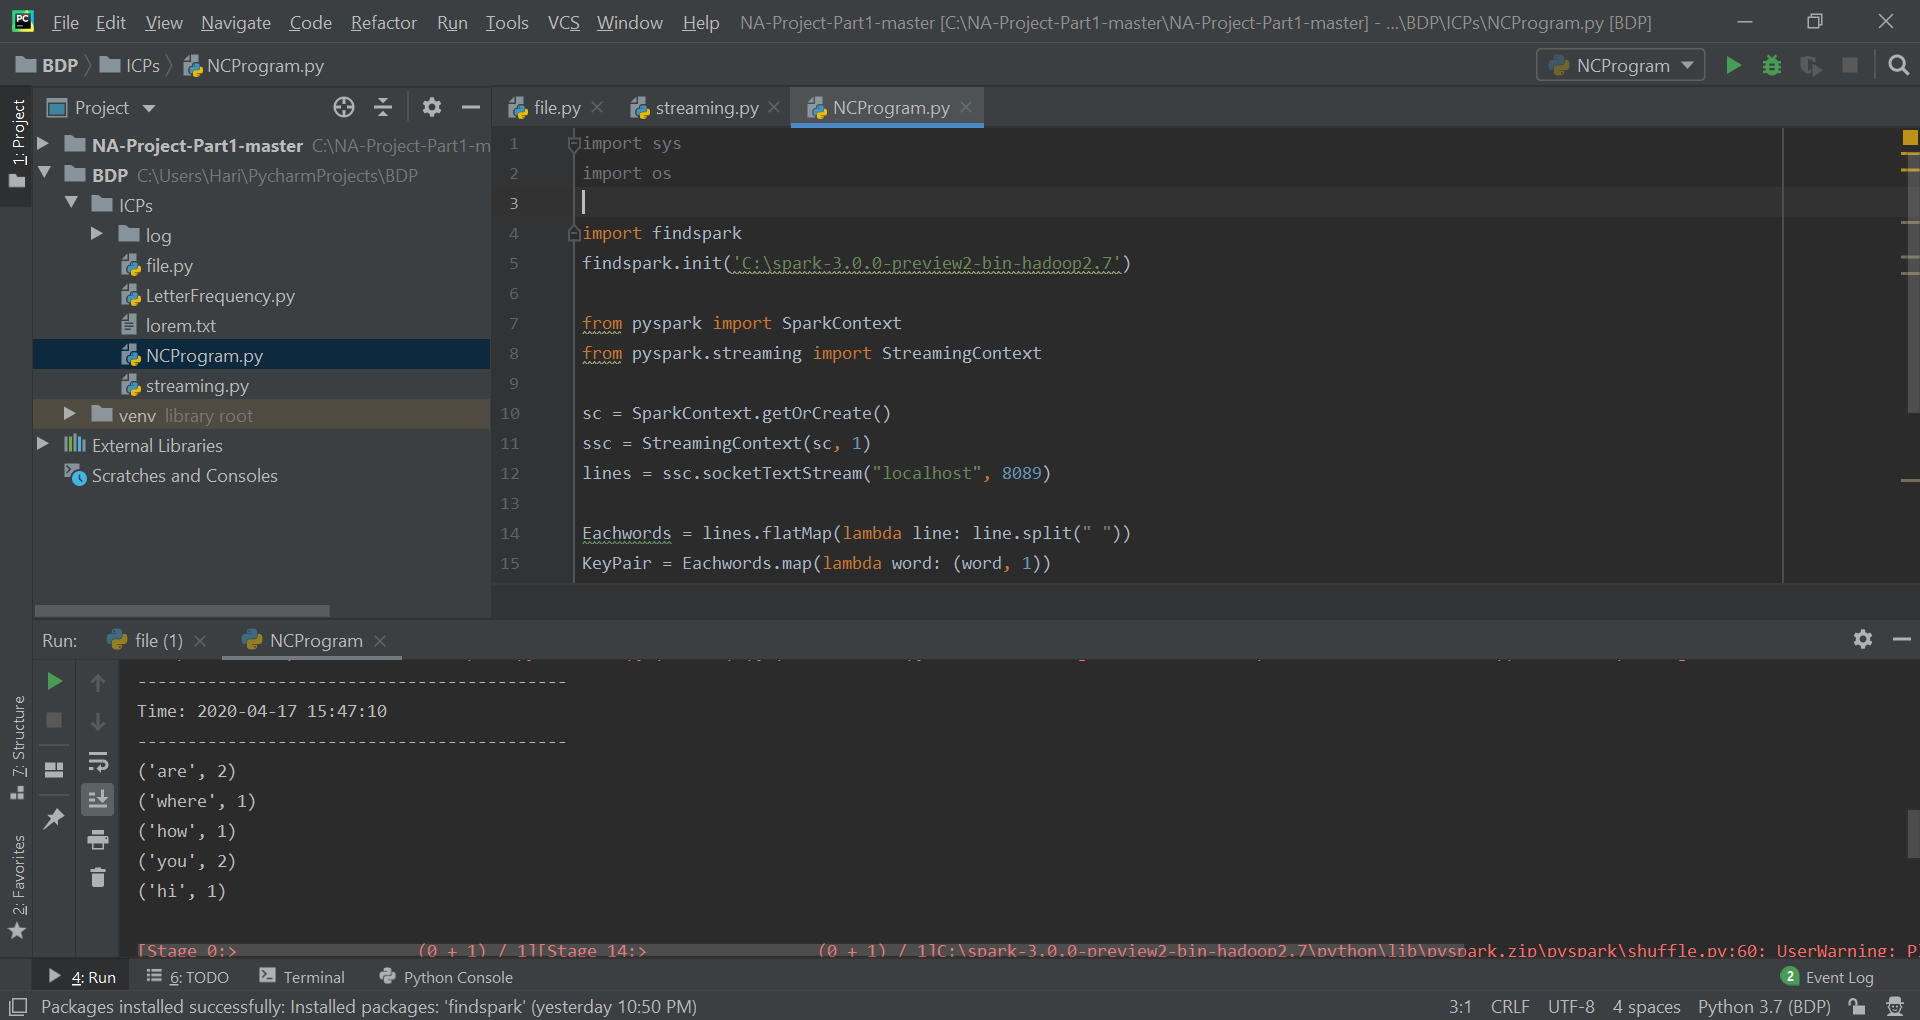 PC File Edit View Navigate Code Refactor Run Tools VCS Window Help NA-Project-Part1-master [C:\NA-Project-Part1-master\NA-Project-Part1-master] - ...\BDP\ICPs\NCProgram.py [BDP]
BDP ICPs NCProgram.py NCProgram
1: Project
Project
file.py streaming.py NCProgram.py
NA-Project-Part1-master C:\NA-Project-Part1-m
BDP C:\Users\Hari\PycharmProjects\BDP
ICPs
log
file.py
LetterFrequency.py
lorem.txt
NCProgram.py
streaming.py
venv library root
External Libraries
Scratches and Consoles
1 import sys
2 import os
3
4 import findspark
5 findspark.init('C:\spark-3.0.0-preview2-bin-hadoop2.7')
6
7 from pyspark import SparkContext
8 from pyspark.streaming import StreamingContext
9
10 sc = SparkContext.getOrCreate()
11 ssc = StreamingContext(sc, 1)
12 lines = ssc.socketTextStream("localhost", 8089)
13
14 Eachwords = lines.flatMap(lambda line: line.split(" "))
15 KeyPair = Eachwords.map(lambda word: (word, 1))
Run: file (1) NCProgram
-------------------------------------------
Time: 2020-04-17 15:47:10
-------------------------------------------
('are', 2)
('where', 1)
('how', 1)
('you', 2)
('hi', 1)
[Stage 0:> (0 + 1) / 1][Stage 14:> (0 + 1) / 1]C:\spark-3.0.0-preview2-bin-hadoop2.7\python\lib\pyspark.zip\pyspark\shuffle.py:60: UserWarning: Pl
7: Structure
2: Favorites
4: Run 6: TODO Terminal Python Console 2 Event Log
Packages installed successfully: Installed packages: 'findspark' (yesterday 10:50 PM) 3:1 CRLF UTF-8 4 spaces Python 3.7 (BDP)